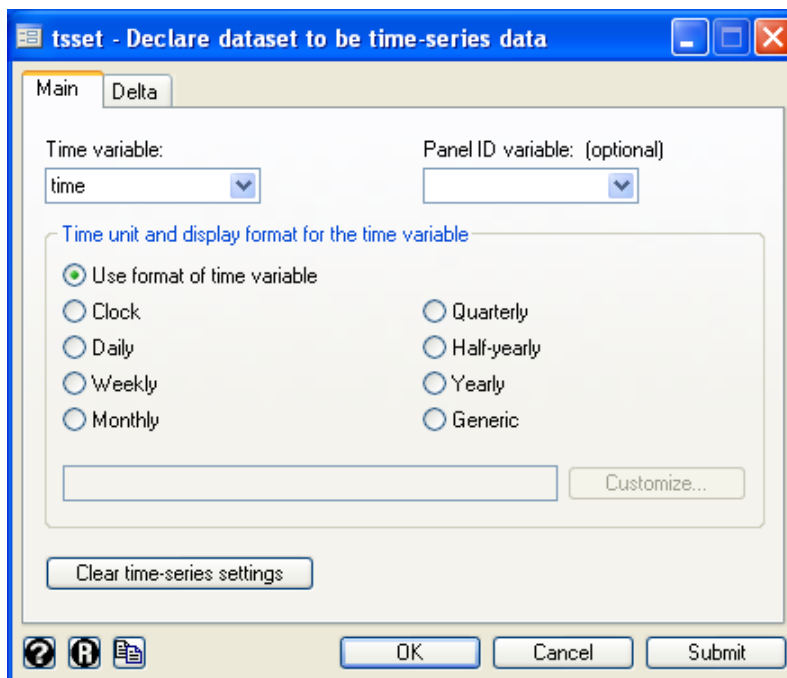 tsset - Declare dataset to be time-series data
Main Delta
Time variable: Panel ID variable: (optional)
time
Time unit and display format for the time variable
Use format of time variable
Clock Quarterly
Daily Half-yearly
Weekly Yearly
Monthly Generic
Customize...
Clear time-series settings
? R OK Cancel Submit